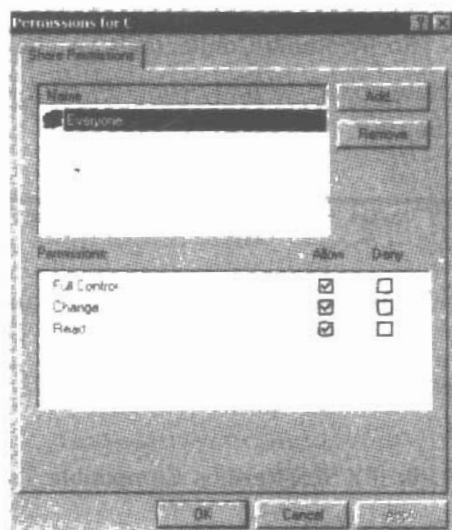 Permissions for C
Share Permissions
Name
Add...
Everyone
Remove
Permissions: Allow Deny
Full Control
Change
Read
OK Cancel Apply